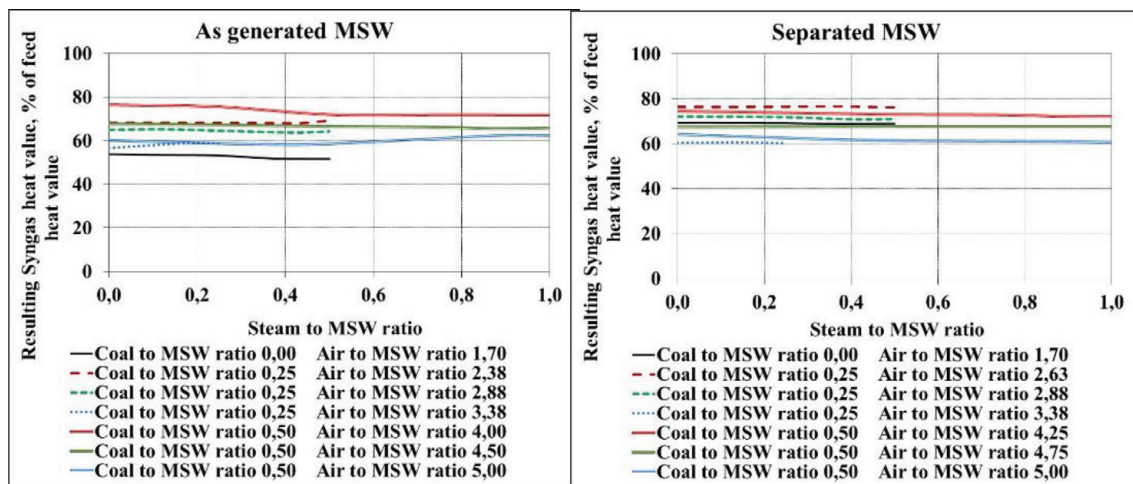 As generated MSW
Resulting Syngas heat value, % of feed
heat value
100
80
60
40
20
0
0,0 0,2 0,4 0,6 0,8 1,0
Steam to MSW ratio
Coal to MSW ratio 0,00 Air to MSW ratio 1,70
Coal to MSW ratio 0,25 Air to MSW ratio 2,38
Coal to MSW ratio 0,25 Air to MSW ratio 2,88
Coal to MSW ratio 0,25 Air to MSW ratio 3,38
Coal to MSW ratio 0,50 Air to MSW ratio 4,00
Coal to MSW ratio 0,50 Air to MSW ratio 4,50
Coal to MSW ratio 0,50 Air to MSW ratio 5,00
Separated MSW
Resulting Syngas heat value, % of feed
heat value
100
80
60
40
20
0
0,0 0,2 0,4 0,6 0,8 1,0
Steam to MSW ratio
Coal to MSW ratio 0,00 Air to MSW ratio 1,70
Coal to MSW ratio 0,25 Air to MSW ratio 2,63
Coal to MSW ratio 0,25 Air to MSW ratio 2,88
Coal to MSW ratio 0,25 Air to MSW ratio 3,38
Coal to MSW ratio 0,50 Air to MSW ratio 4,25
Coal to MSW ratio 0,50 Air to MSW ratio 4,75
Coal to MSW ratio 0,50 Air to MSW ratio 5,00